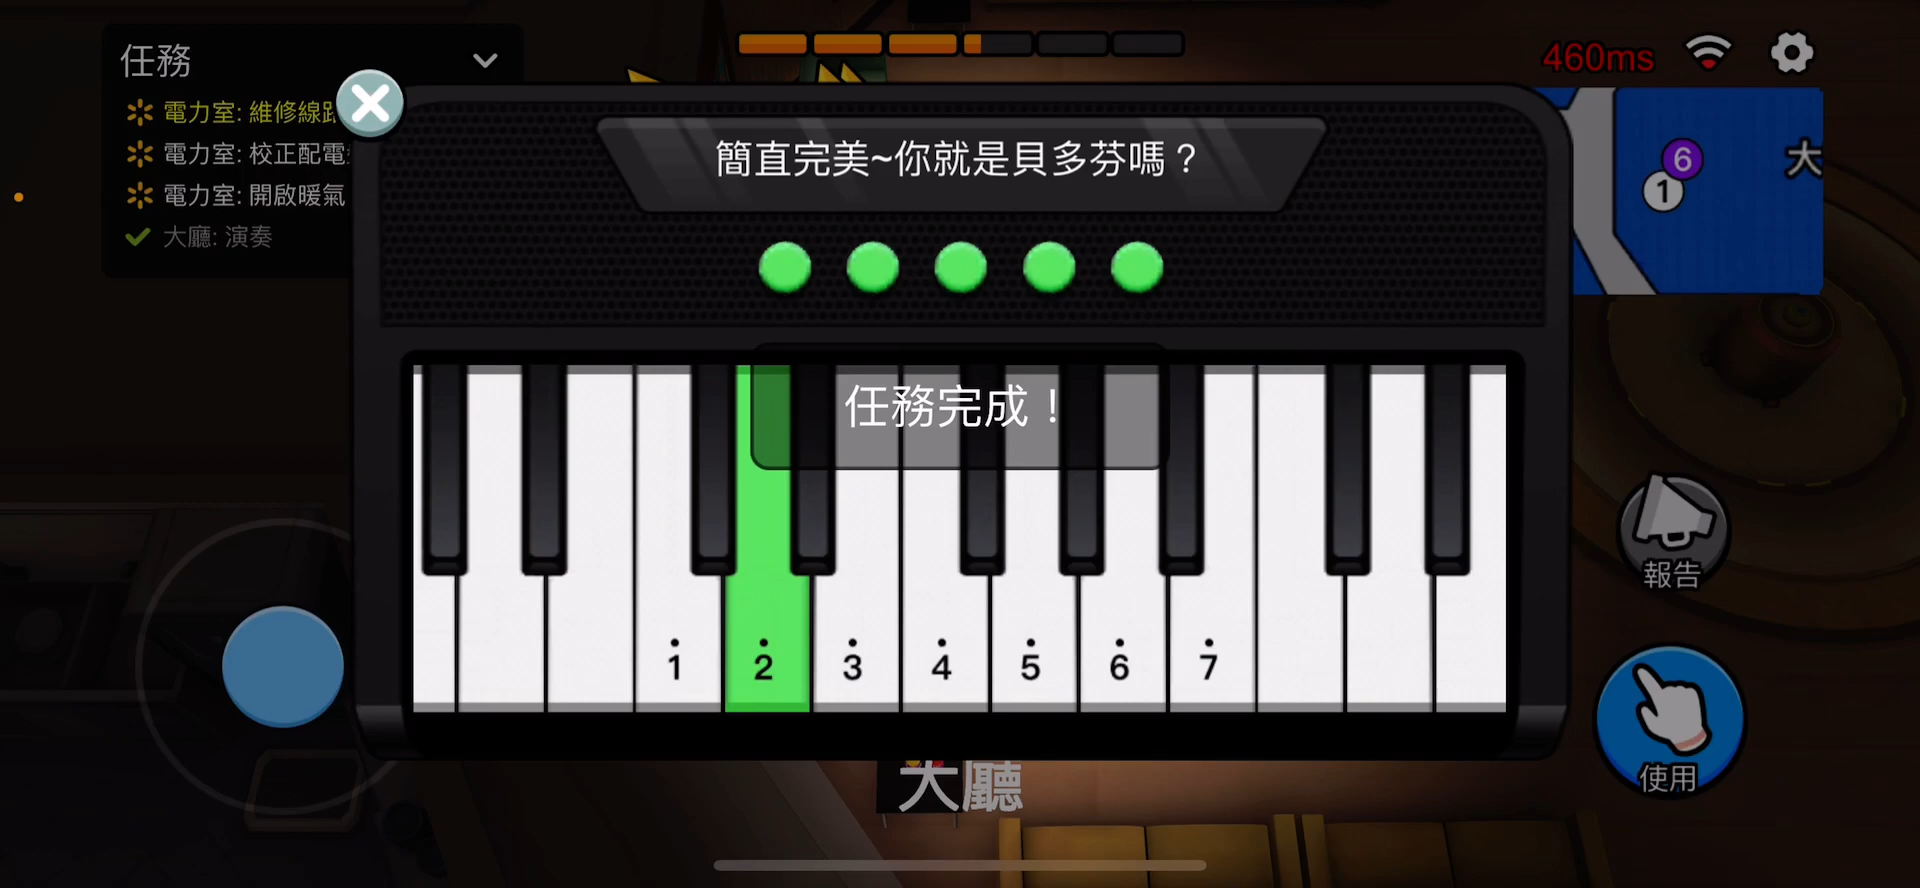 任務
電力室: 維修線
電力室: 校正配電
電力室: 開啟暖氣
大廳: 演奏
460ms
6
1
大
簡直完美~你就是貝多芬嗎？
任務完成！
1 2 3 4 5 6 7
報告
使用
大廳